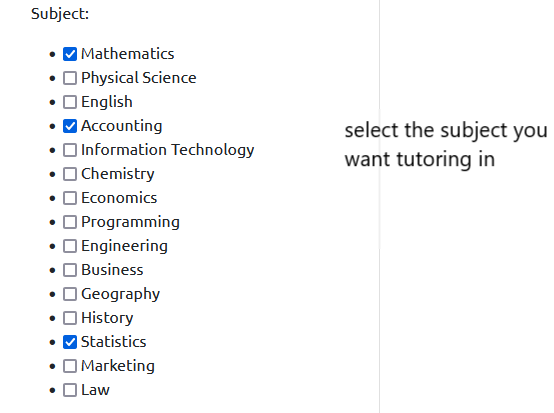 Subject:
Mathematics
Physical Science
English
Accounting
Information Technology
Chemistry
Economics
Programming
Engineering
Business
Geography
History
Statistics
Marketing
Law
select the subject you
want tutoring in